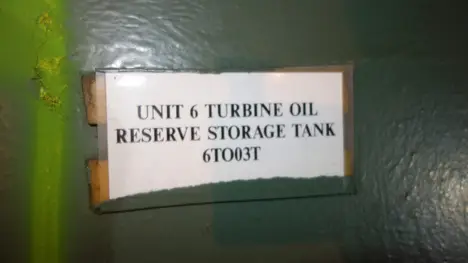 UNIT 6 TURBINE OIL
RESERVE STORAGE TANK
6TO03T